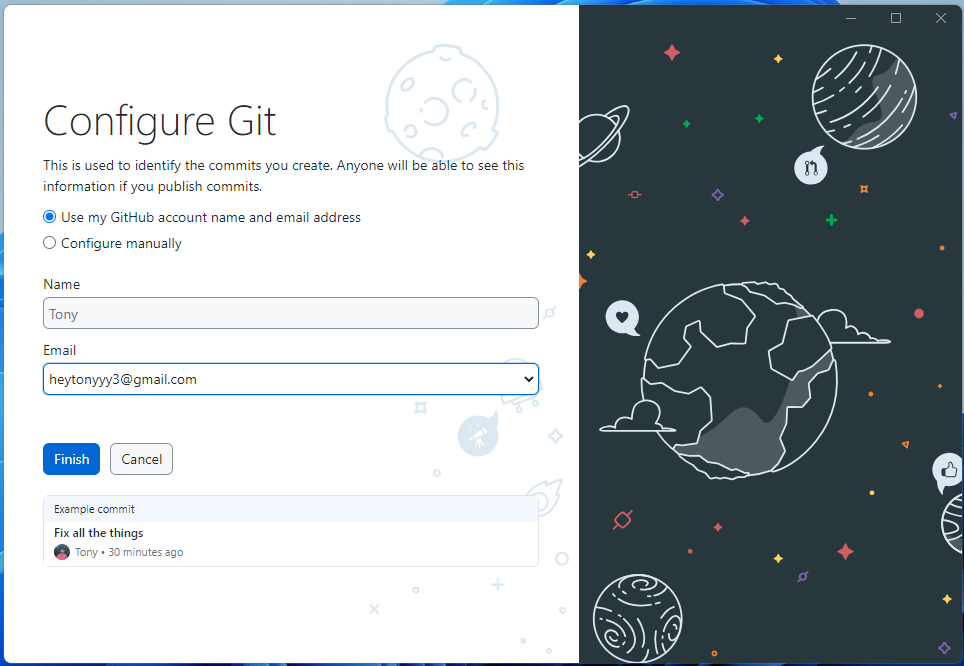 Configure Git
This is used to identify the commits you create. Anyone will be able to see this
information if you publish commits.
Use my GitHub account name and email address
Configure manually
Name
Tony
Email
heytonyyy3@gmail.com
Finish
Cancel
Example commit
Fix all the things
Tony • 30 minutes ago